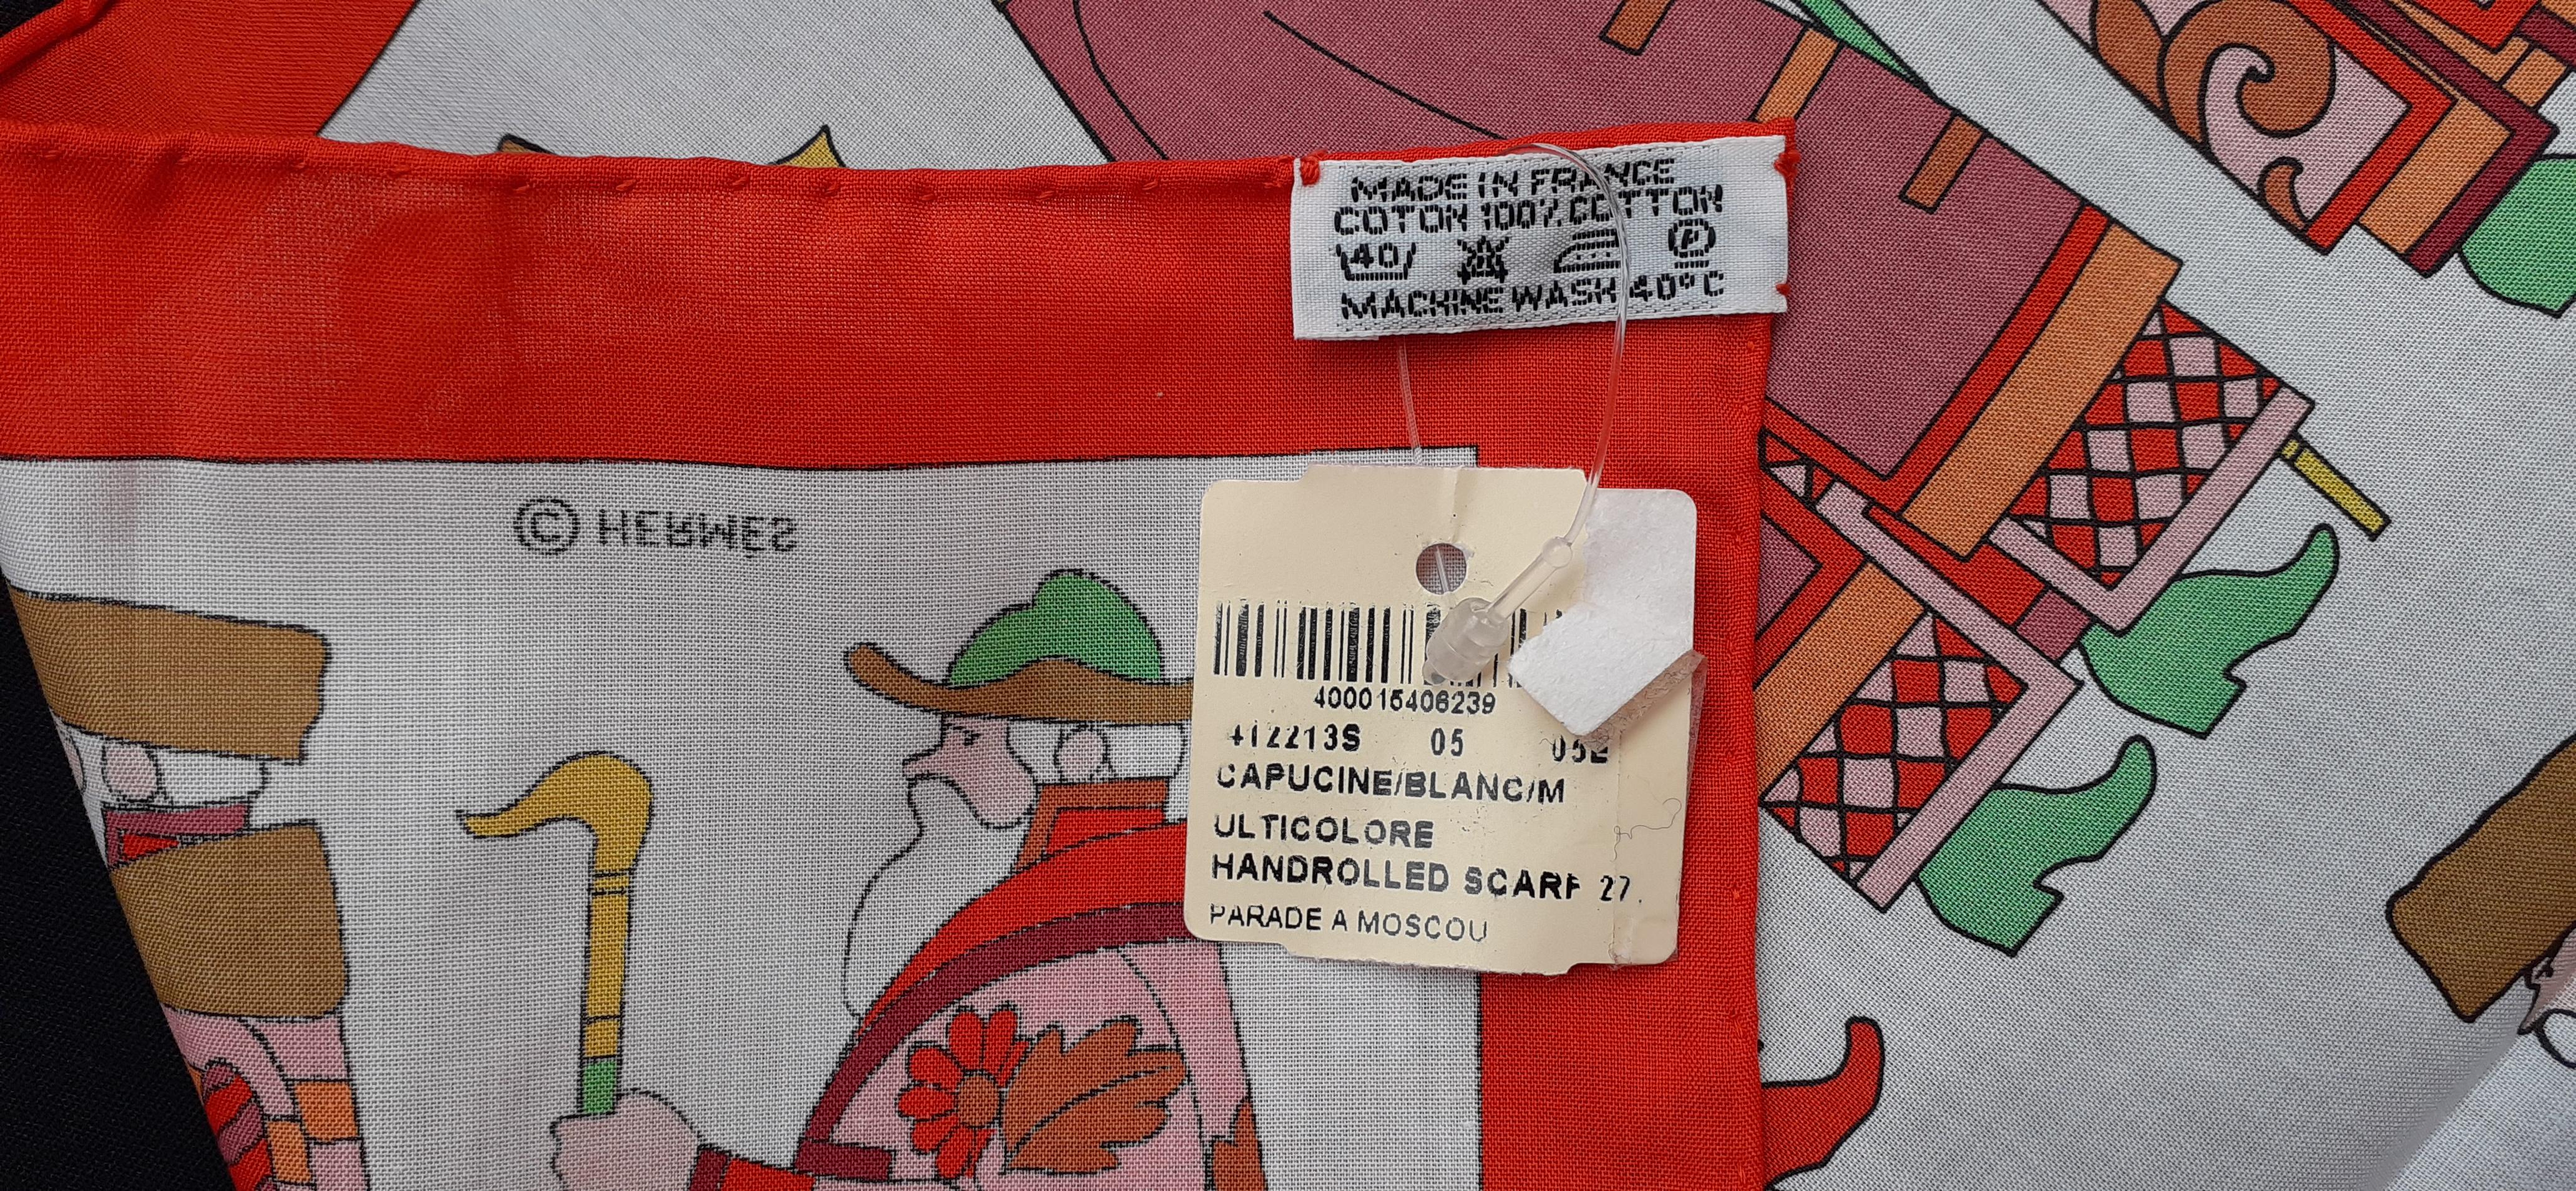 MADE IN FRANCE
COTON 100% COTTON
40
MACHINE WASH 40°C
© HERMES
400015406239
412213S 05
CAPUCINE/BLANC/M
ULTICOLORE
HANDROLLED SCARF 27.
PARADE A MOSCOU